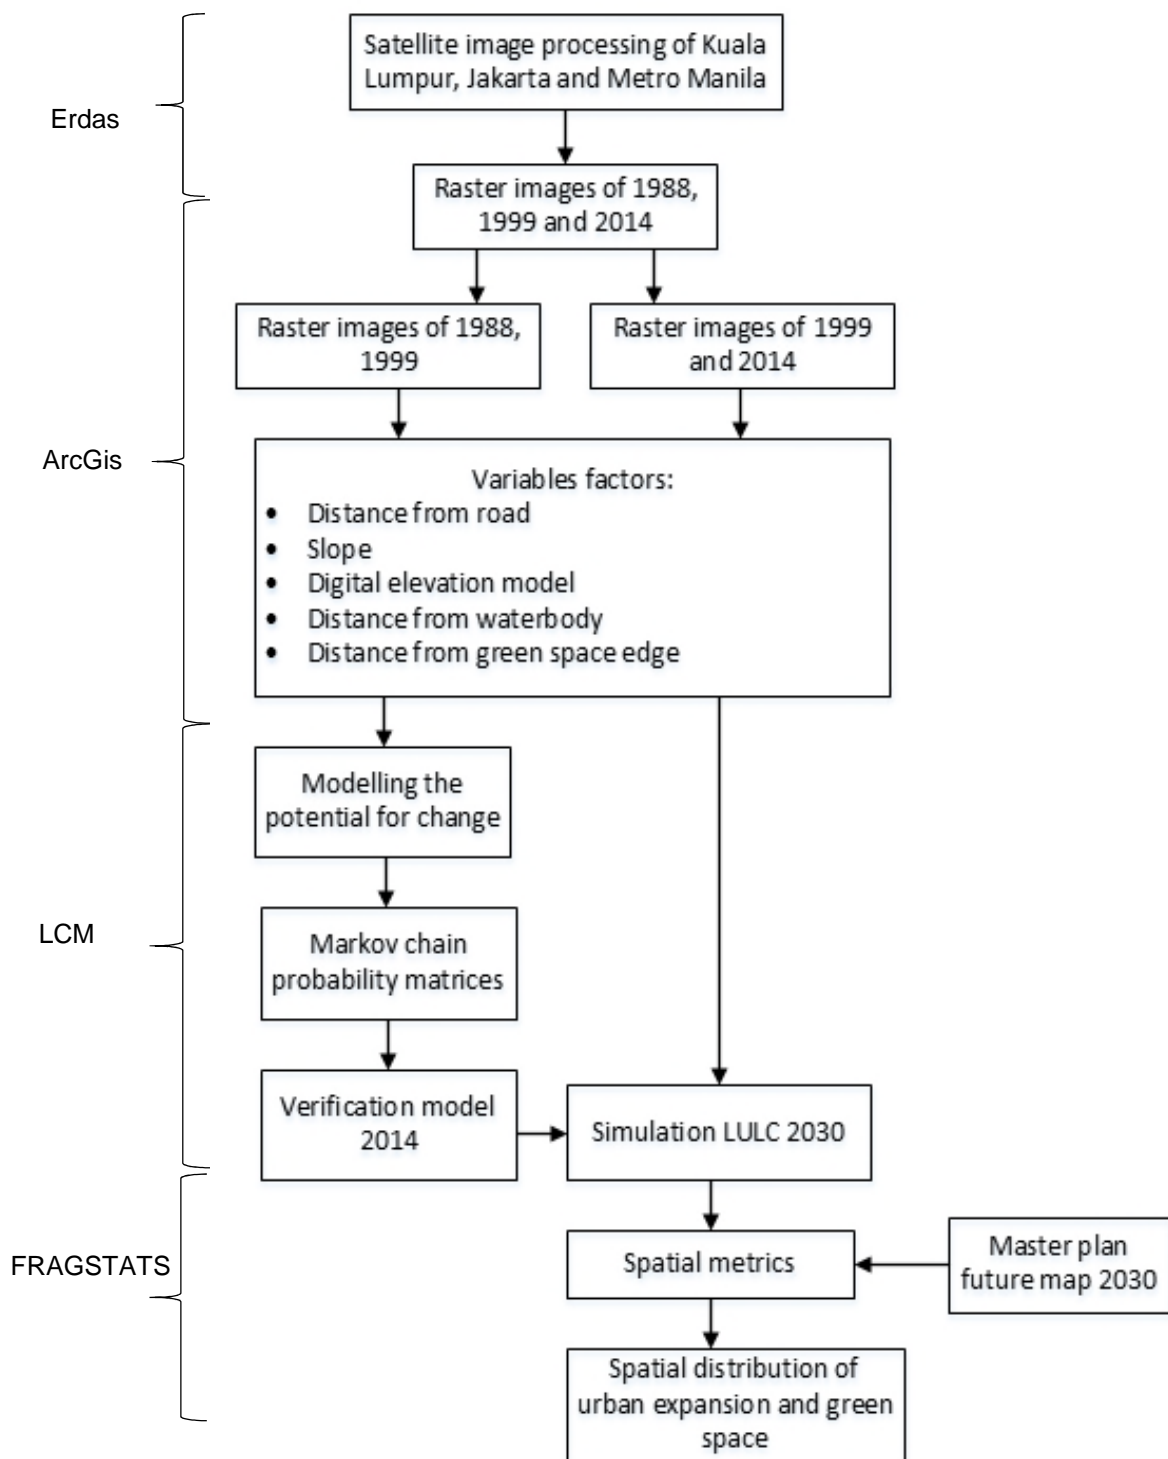 Satellite image processing of Kuala
Lumpur, Jakarta and Metro Manila
Erdas
Raster images of 1988,
1999 and 2014
Raster images of 1988,
1999
Raster images of 1999
and 2014
ArcGis
Variables factors:
• Distance from road
• Slope
• Digital elevation model
• Distance from waterbody
• Distance from green space edge
Modelling the
potential for change
LCM
Markov chain
probability matrices
Verification model
2014
Simulation LULC 2030
FRAGSTATS
Spatial metrics
Master plan
future map 2030
Spatial distribution of
urban expansion and green
space